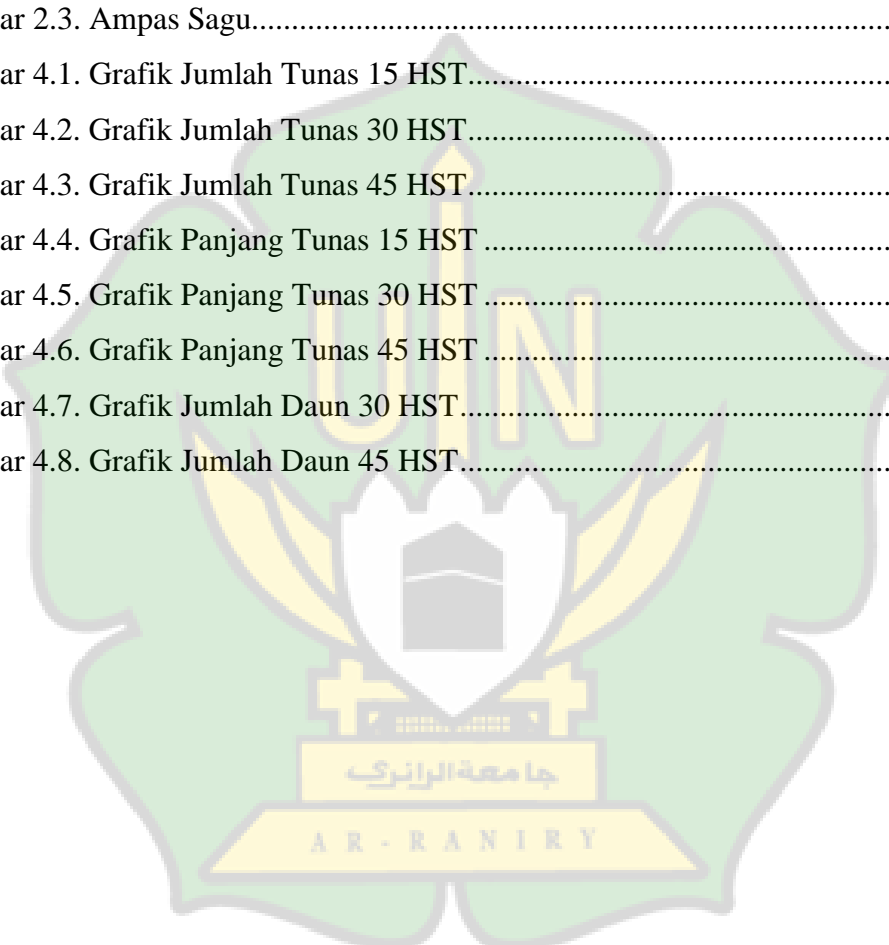 ar 2.3. Ampas Sagu........................................................................................
ar 4.1. Grafik Jumlah Tunas 15 HST............................................................
ar 4.2. Grafik Jumlah Tunas 30 HST............................................................
ar 4.3. Grafik Jumlah Tunas 45 HST............................................................
ar 4.4. Grafik Panjang Tunas 15 HST ..........................................................
ar 4.5. Grafik Panjang Tunas 30 HST ..........................................................
ar 4.6. Grafik Panjang Tunas 45 HST ..........................................................
ar 4.7. Grafik Jumlah Daun 30 HST.............................................................
ar 4.8. Grafik Jumlah Daun 45 HST.............................................................
UIN
جامعة الرانري
AR-RANIRY